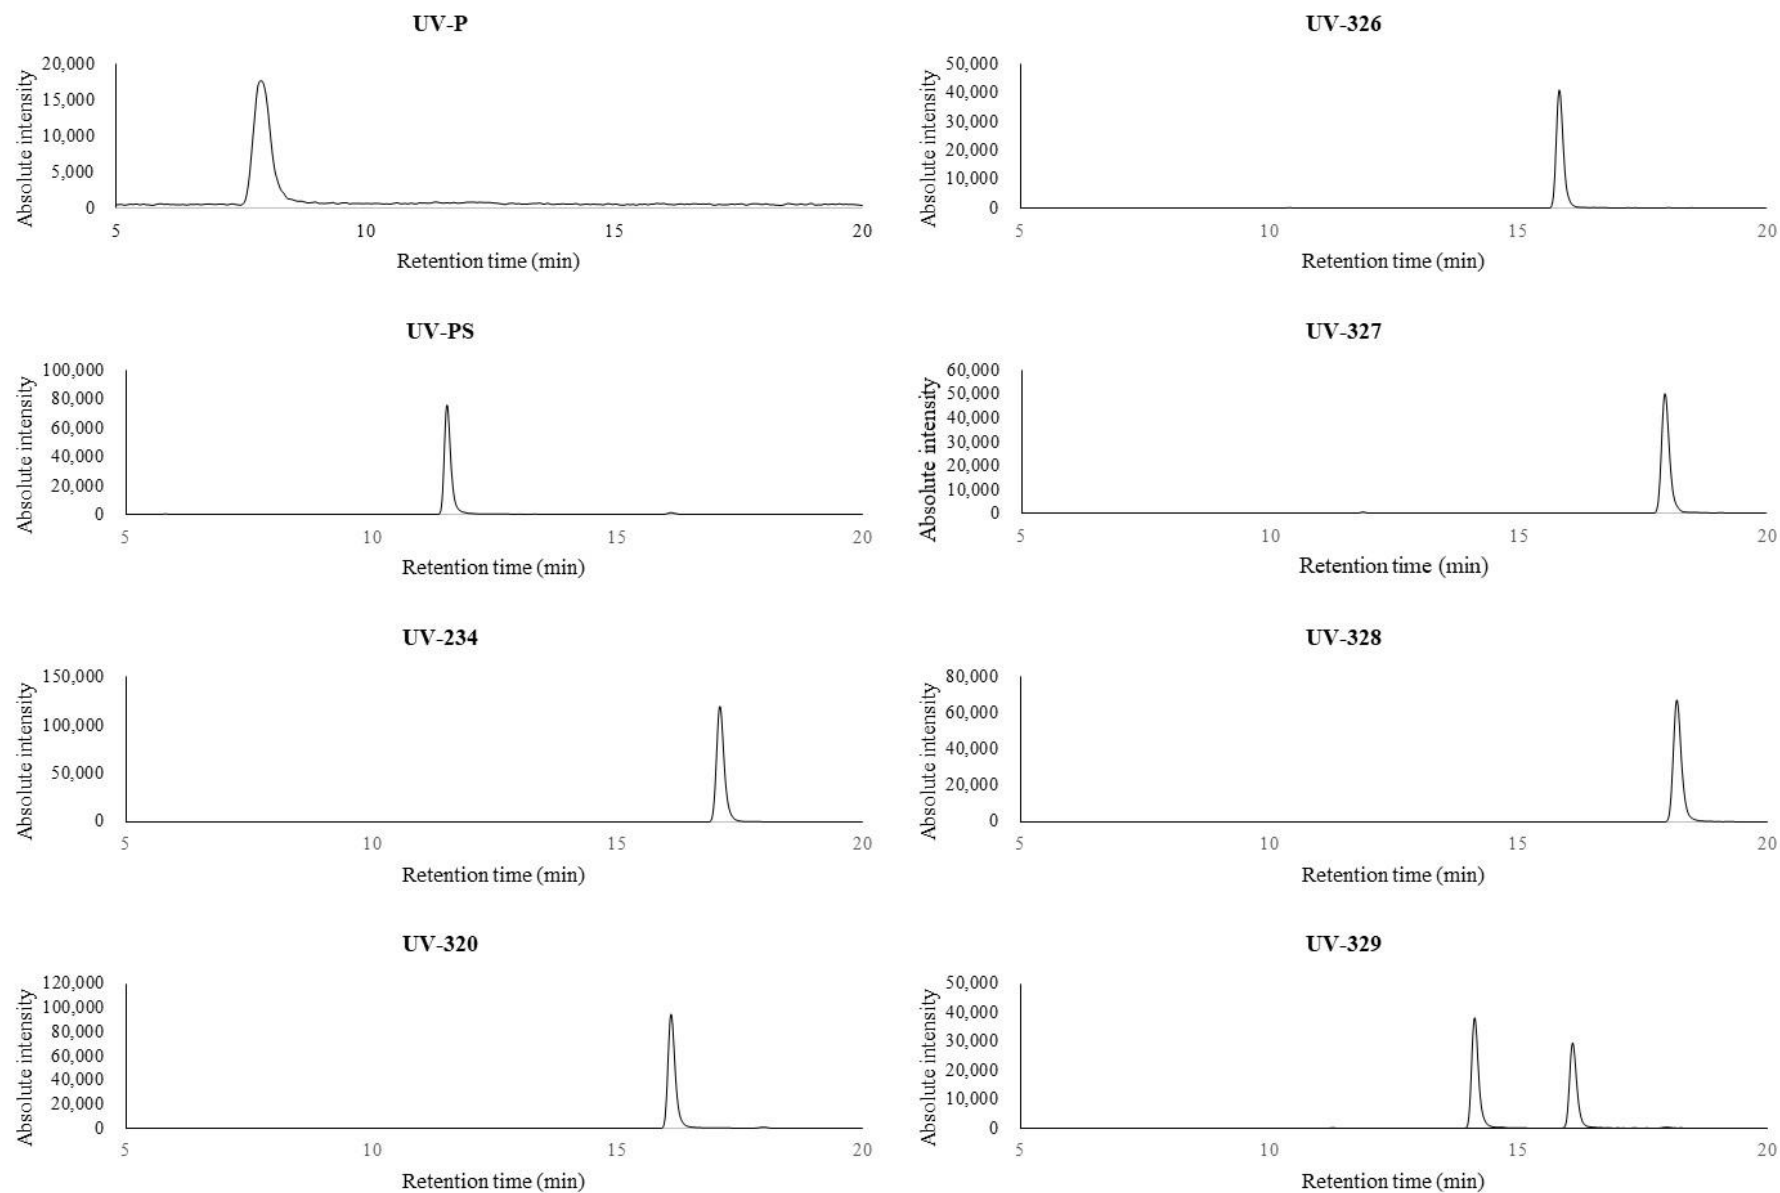 UV-P
Absolute intensity
20,000
15,000
10,000
5,000
0
5 10 15 20
Retention time (min)
UV-326
Absolute intensity
50,000
40,000
30,000
20,000
10,000
0
5 10 15 20
Retention time (min)
UV-PS
Absolute intensity
100,000
80,000
60,000
40,000
20,000
0
5 10 15 20
Retention time (min)
UV-327
Absolute intensity
60,000
50,000
40,000
30,000
20,000
10,000
0
5 10 15 20
Retention time (min)
UV-234
Absolute intensity
150,000
100,000
50,000
0
5 10 15 20
Retention time (min)
UV-328
Absolute intensity
80,000
60,000
40,000
20,000
0
5 10 15 20
Retention time (min)
UV-320
Absolute intensity
120,000
100,000
80,000
60,000
40,000
20,000
0
5 10 15 20
Retention time (min)
UV-329
Absolute intensity
50,000
40,000
30,000
20,000
10,000
0
5 10 15 20
Retention time (min)